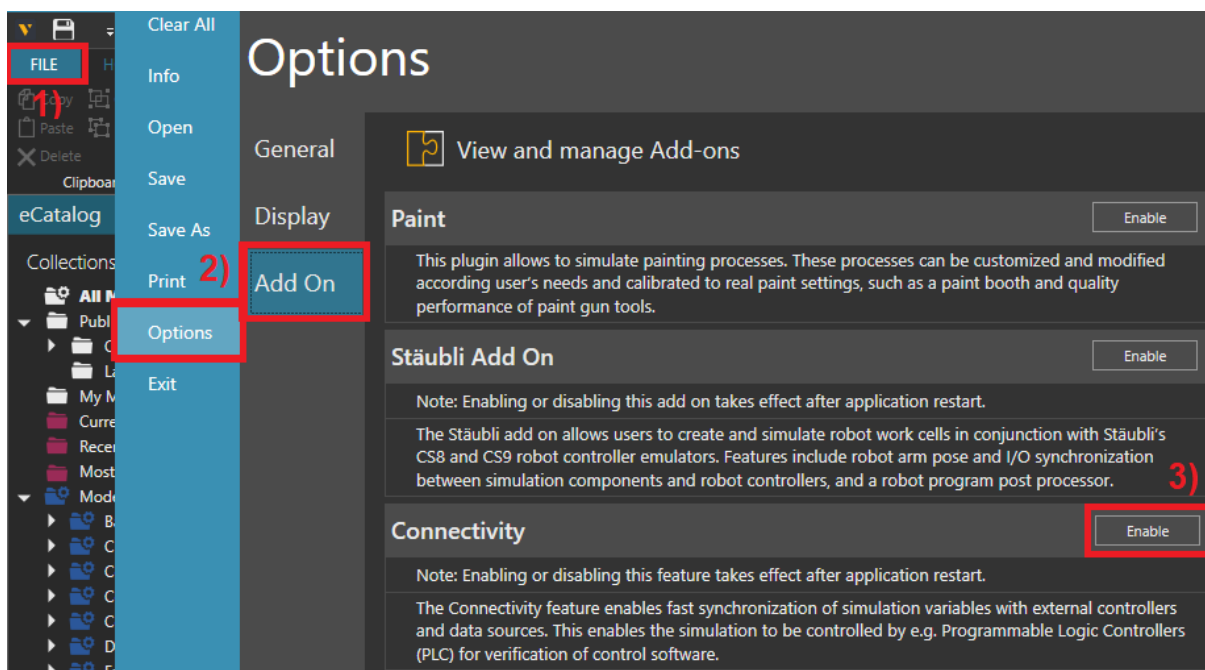 FILE
1)
Copy
Paste
Delete
eCatalog
Collections
Clear All
Info
Open
Save
Save As
Print
2)
Options
Exit
Options
General
Display
Add On
View and manage Add-ons
Paint
Enable
This plugin allows to simulate painting processes. These processes can be customized and modified
according user's needs and calibrated to real paint settings, such as a paint booth and quality
performance of paint gun tools.
Stäubli Add On
Enable
Note: Enabling or disabling this add on takes effect after application restart.
The Stäubli add on allows users to create and simulate robot work cells in conjunction with Stäubli's
CS8 and CS9 robot controller emulators. Features include robot arm pose and I/O synchronization
between simulation components and robot controllers, and a robot program post processor.
3)
Connectivity
Enable
Note: Enabling or disabling this feature takes effect after application restart.
The Connectivity feature enables fast synchronization of simulation variables with external controllers
and data sources. This enables the simulation to be controlled by e.g. Programmable Logic Controllers
(PLC) for verification of control software.